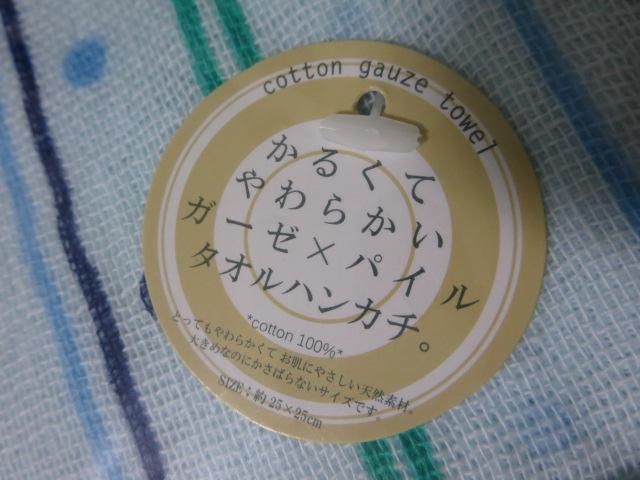 cotton gauze towel
かるくて
やわらかい
ガーゼ×パイル
タオルハンカチ。
*cotton 100%*
とってもやわらかくて お肌にやさしい天然素材。
大きめなのにかさばらないサイズです。
SIZE：約 25×25cm